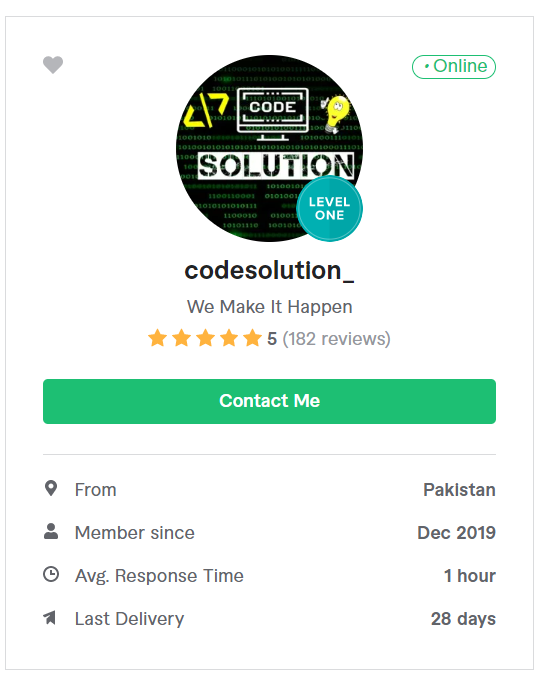 • Online
</7
CODE
SOLUTION
LEVEL
ONE
codesolution_
We Make It Happen
5 (182 reviews)
Contact Me
From Pakistan
Member since Dec 2019
Avg. Response Time 1 hour
Last Delivery 28 days